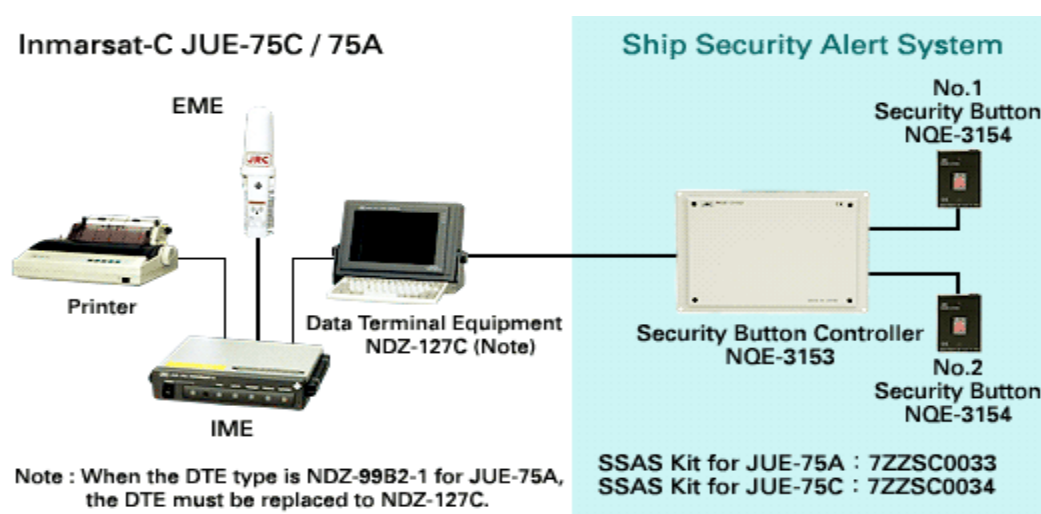 Inmarsat-C JUE-75C / 75A
Ship Security Alert System
EME
No.1
Security Button
NQE-3154
JRC
Printer
Data Terminal Equipment
NDZ-127C (Note)
Security Button Controller
NQE-3153
No.2
Security Button
NQE-3154
IME
Note : When the DTE type is NDZ-99B2-1 for JUE-75A,
the DTE must be replaced to NDZ-127C.
SSAS Kit for JUE-75A : 7ZZSC0033
SSAS Kit for JUE-75C : 7ZZSC0034